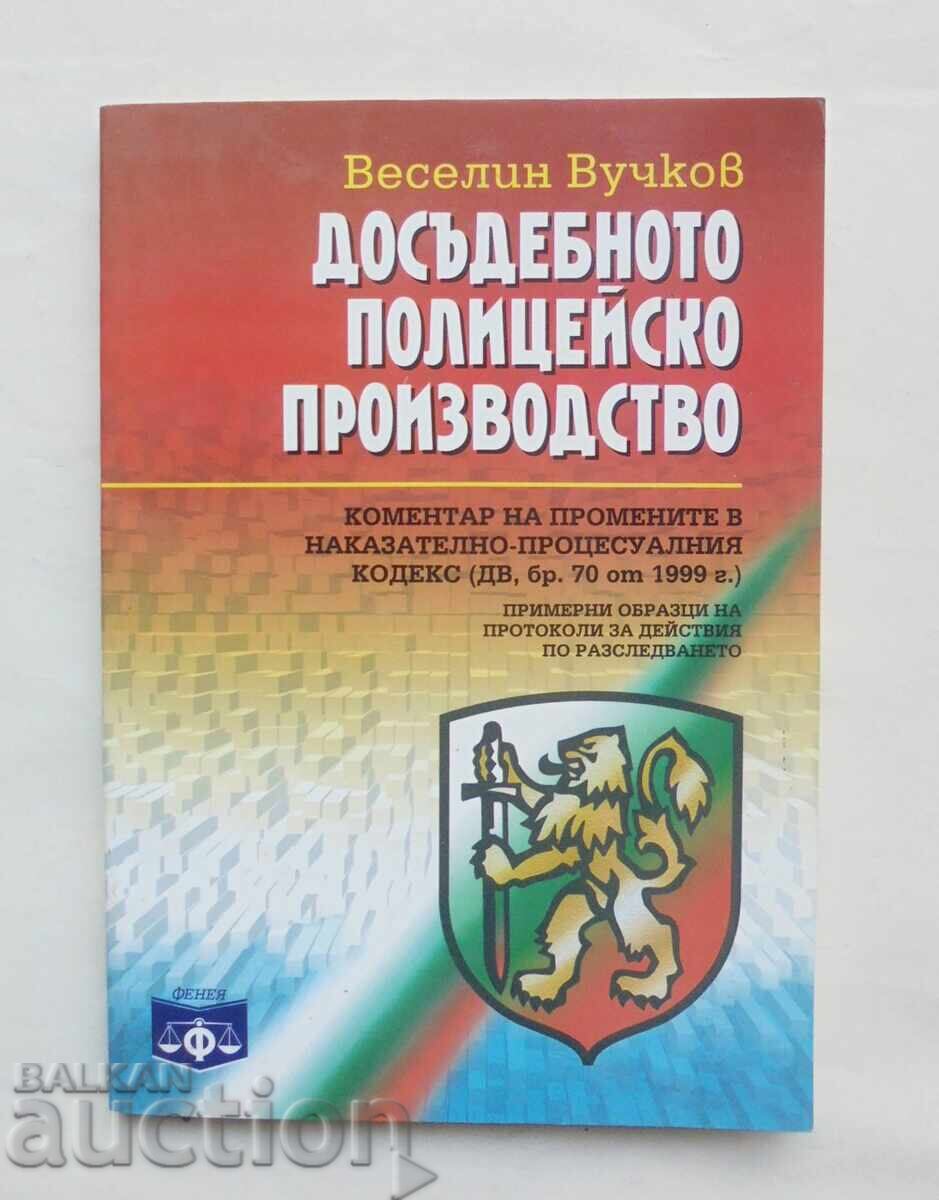 Веселин Вучков
ДОСЪДЕБНОТО
ПОЛИЦЕЙСКО
ПРОИЗВОДСТВО
КОМЕНТАР НА ПРОМЕНИТЕ В
НАКАЗАТЕЛНО-ПРОЦЕСУАЛНИЯ
КОДЕКС (ДВ, бр. 70 от 1999 г.)
ПРИМЕРНИ ОБРАЗЦИ НА
ПРОТОКОЛИ ЗА ДЕЙСТВИЯ
ПО РАЗСЛЕДВАНЕТО
ФЕНЕЯ
Ф
BALKAN
auction